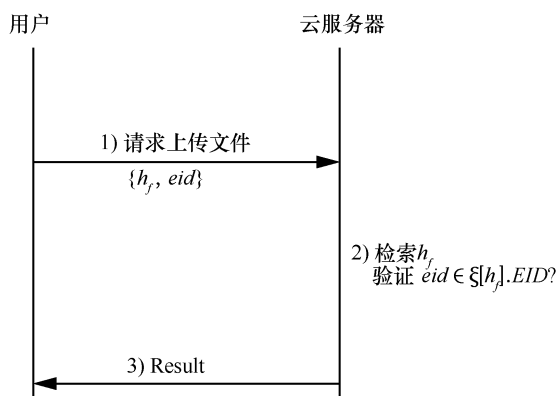 用户
云服务器
1) 请求上传文件
{h_f, eid}
2) 检索h_f
验证 eid∈ξ[h_f].EID?
3) Result